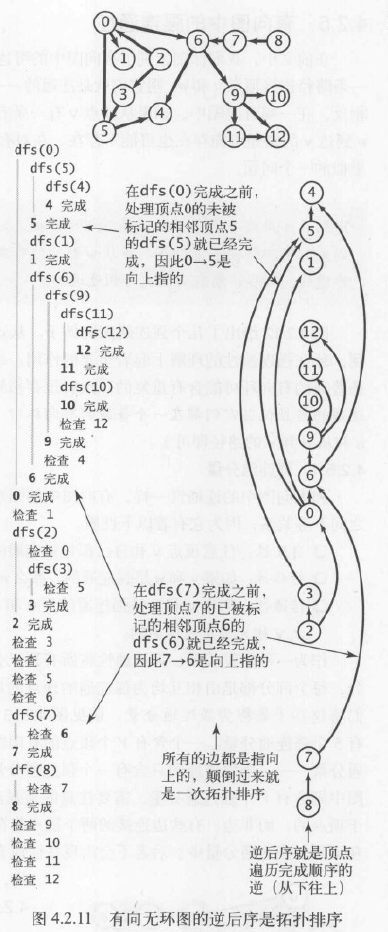 0
6
7
8
1
2
3
9
10
4
5
11
12
dfs(0)
dfs(5)
dfs(4)
4 完成
5 完成
dfs(1)
1 完成
dfs(6)
dfs(9)
dfs(11)
dfs(12)
12 完成
11 完成
dfs(10)
10 完成
检查 12
9 完成
检查 4
6 完成
0 完成
检查 1
dfs(2)
检查 0
dfs(3)
检查 5
3 完成
2 完成
检查 3
检查 4
检查 5
检查 6
dfs(7)
检查 6
7 完成
dfs(8)
检查 7
8 完成
检查 9
检查 10
检查 11
检查 12
在dfs(0)完成之前,
处理顶点0的未被
标记的相邻顶点5
的dfs(5)就已经完
成，因此0→5是
向上指的
在dfs(7)完成之前,
处理顶点7的已被标
记的相邻顶点6的
dfs(6)就已经完成，
因此7→6是向上指的
所有的边都是指向
上的，颠倒过来就
是一次拓扑排序
4
5
1
12
11
10
9
6
0
3
2
7
8
逆后序就是顶点
遍历完成顺序的
逆（从下往上）
图 4.2.11 有向无环图的逆后序是拓扑排序